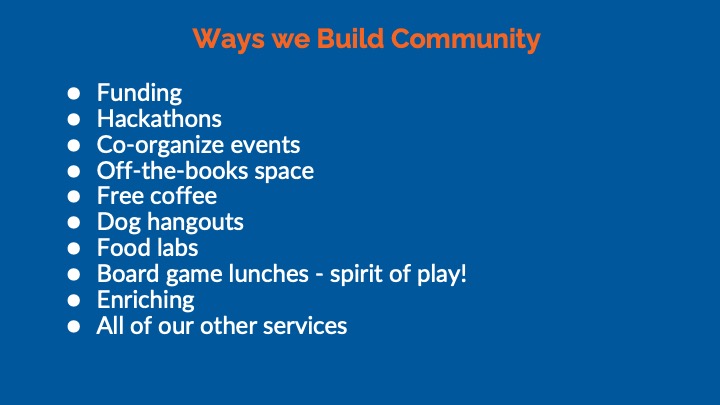 Ways we Build Community
● Funding
● Hackathons
● Co-organize events
● Off-the-books space
● Free coffee
● Dog hangouts
● Food labs
● Board game lunches - spirit of play!
● Enriching
● All of our other services